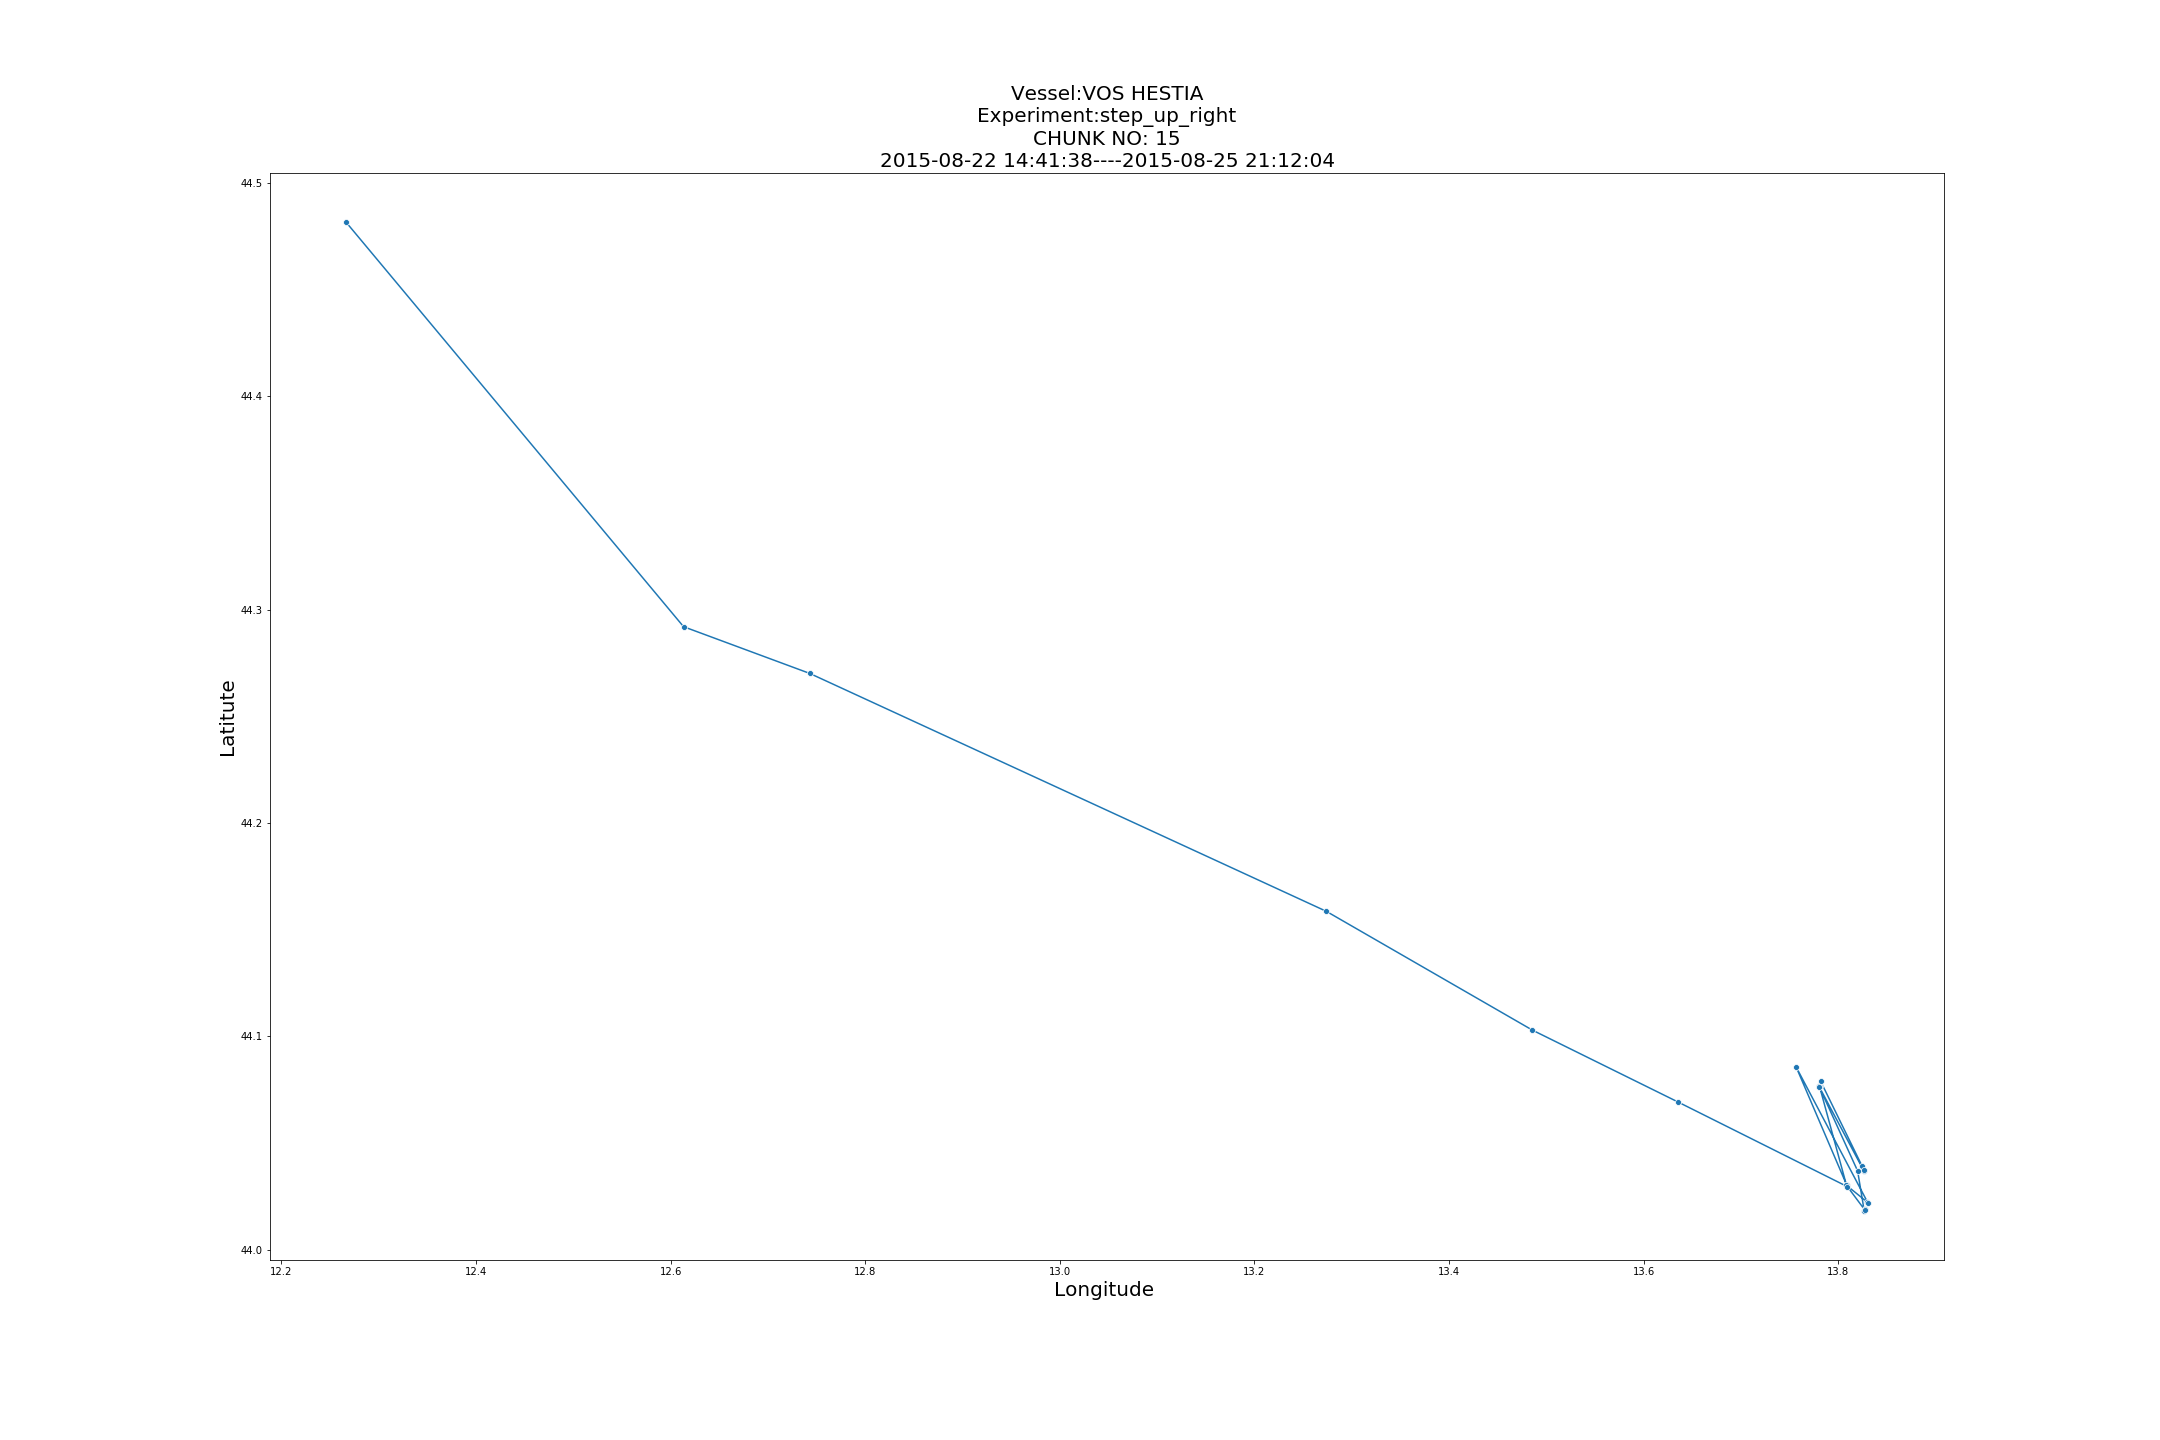 Vessel:VOS HESTIA
Experiment:step_up_right
CHUNK NO: 15
2015-08-22 14:41:38----2015-08-25 21:12:04
44.5
44.4
44.3
44.2
44.1
44.0
Latitute
12.2 12.4 12.6 12.8 13.0 13.2 13.4 13.6 13.8
Longitude